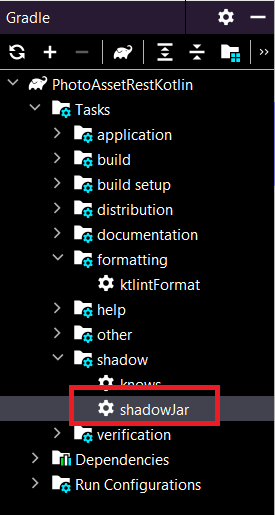 Gradle
PhotoAssetRestKotlin
Tasks
application
build
build setup
distribution
documentation
formatting
ktlintFormat
help
other
shadow
knows
shadowJar
verification
Dependencies
Run Configurations